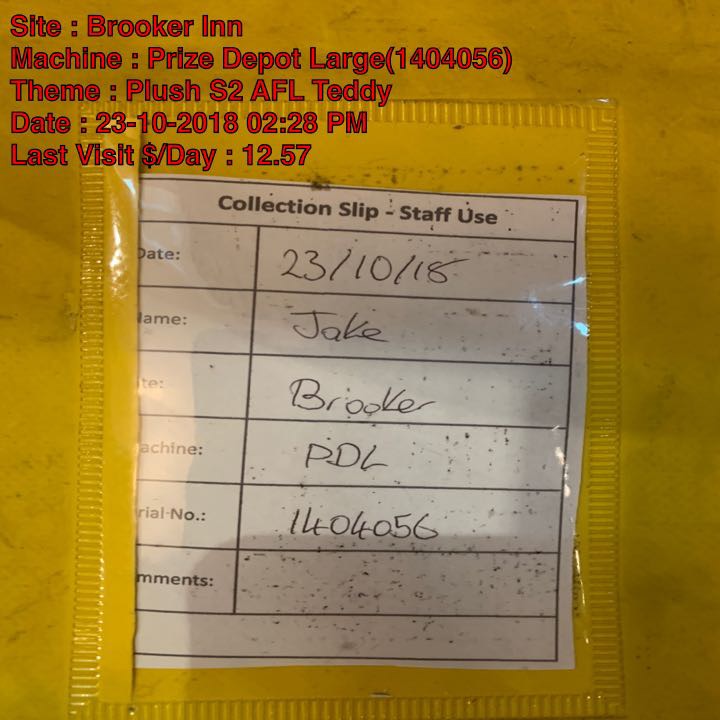 Site : Brooker Inn
Machine : Prize Depot Large(1404056)
Theme : Plush S2 AFL Teddy
Date : 23-10-2018 02:28 PM
Last Visit $/Day : 12.57
Collection Slip - Staff Use
Date: 23/10/18
lame: Jake
te: Brooker
achine: PDL
rial-No.: 1404056
mments: